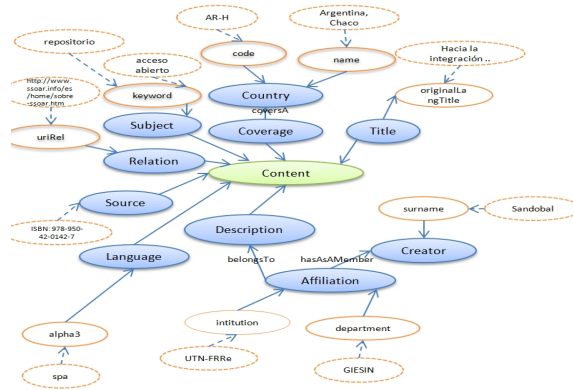 AR-H
Argentina,
Chaco
repositorio
acceso
abierto
code
name
Hacia la
integración ..
http://www.
ssoar.info/es
/home/sobre
-ssoar.htm
keyword
Country
originalLa
ngTitle
coversA
uriRel
Subject
Coverage
Title
Relation
Content
Source
surname
Sandobal
ISBN: 978-950-
42-0142-7
Description
Language
belongsTo
hasAsAMember
Creator
Affiliation
alpha3
intitution
department
UTN-FRRe
spa
GIESIN